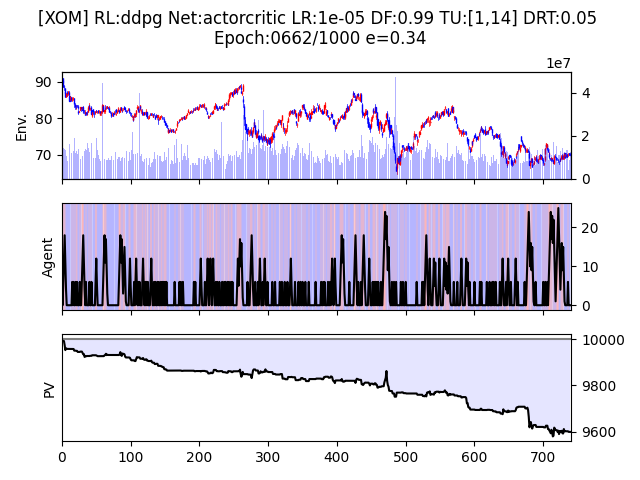 [XOM] RL:ddpg Net:actorcritic LR:1e-05 DF:0.99 TU:[1,14] DRT:0.05
Epoch:0662/1000 e=0.34
1e7
Env.
90
80
70
4
2
0
Agent
20
10
0
PV
10000
9800
9600
0 100 200 300 400 500 600 700